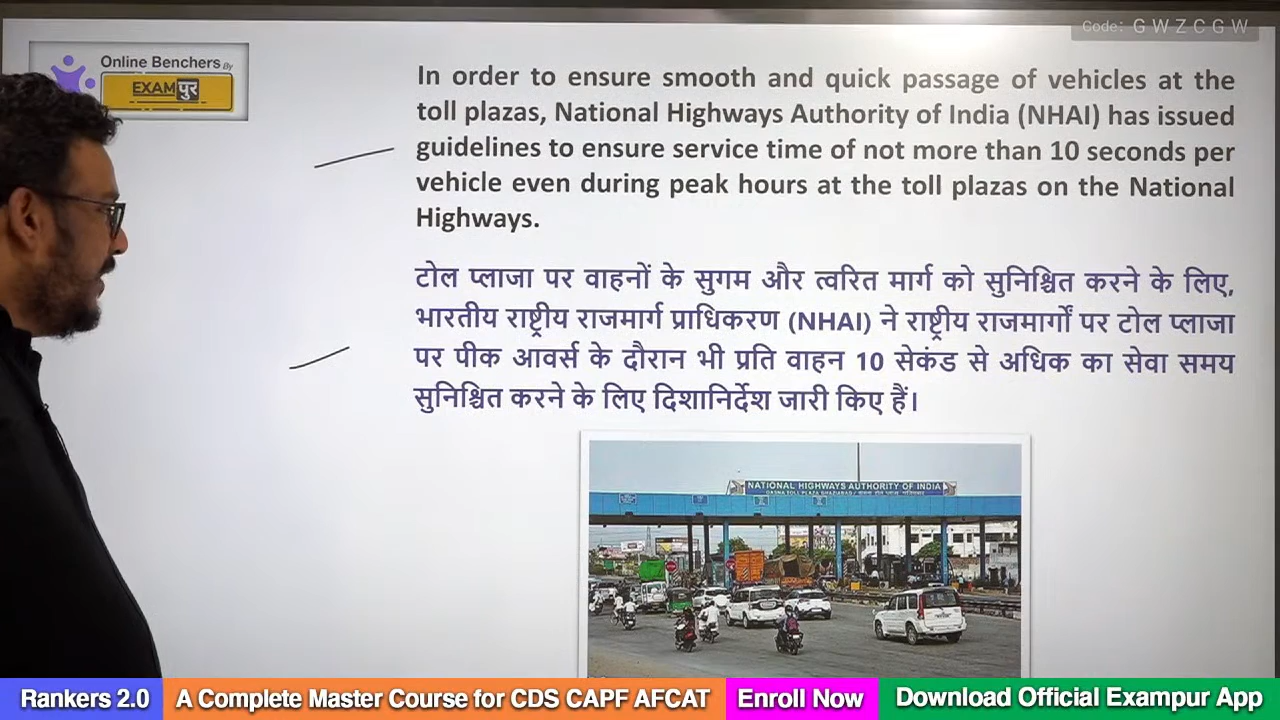 Code: G W Z C G W
Online Benchers By
EXAMपुर
In order to ensure smooth and quick passage of vehicles at the
toll plazas, National Highways Authority of India (NHAI) has issued
guidelines to ensure service time of not more than 10 seconds per
vehicle even during peak hours at the toll plazas on the National
Highways.
टोल प्लाजा पर वाहनों के सुगम और त्वरित मार्ग को सुनिश्चित करने के लिए,
भारतीय राष्ट्रीय राजमार्ग प्राधिकरण (NHAI) ने राष्ट्रीय राजमार्गों पर टोल प्लाजा
पर पीक आवर्स के दौरान भी प्रति वाहन 10 सेकंड से अधिक का सेवा समय
सुनिश्चित करने के लिए दिशानिर्देश जारी किए हैं।
NATIONAL HIGHWAYS AUTHORITY OF INDIA
TOLL PLAZA GHAZIABAD
Rankers 2.0 A Complete Master Course for CDS CAPF AFCAT Enroll Now Download Official Exampur App